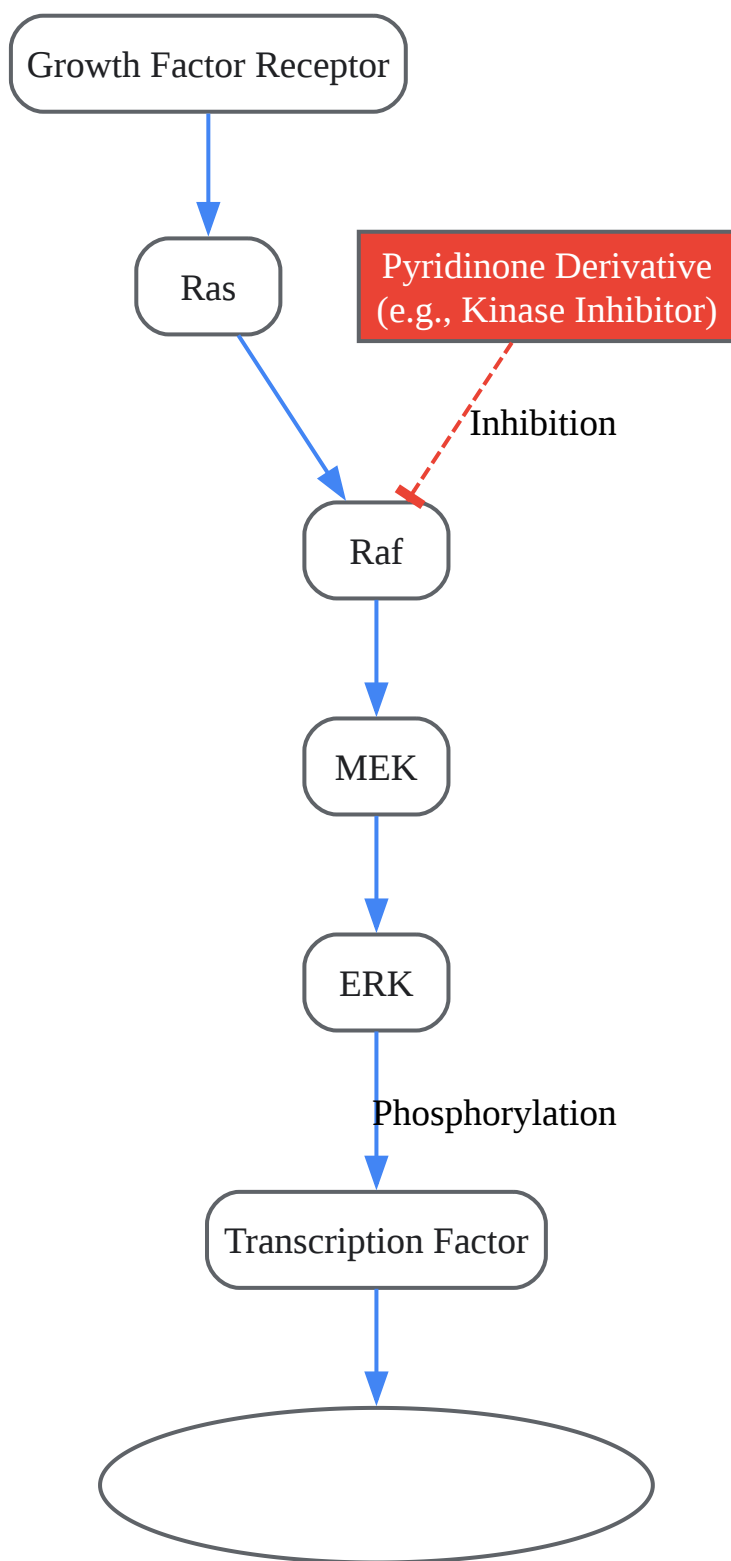 Growth Factor Receptor
Ras
Pyridinone Derivative
(e.g., Kinase Inhibitor)
Inhibition
Raf
MEK
ERK
Phosphorylation
Transcription Factor